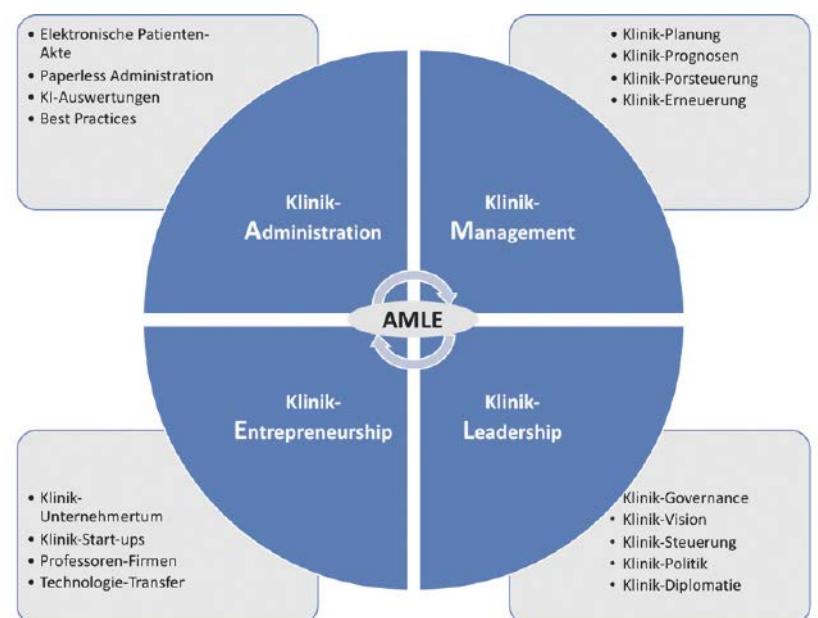 • Elektronische Patienten-
Akte
• Paperless Administration
• KI-Auswertungen
• Best Practices
• Klinik-Planung
• Klinik-Prognosen
• Klinik-Porsteuerung
• Klinik-Erneuerung
Klinik-
Administration
Klinik-
Management
AMLE
Klinik-
Entrepreneurship
Klinik-
Leadership
• Klinik-
Unternehmertum
• Klinik-Start-ups
• Professoren-Firmen
• Technologie-Transfer
Klinik-Governance
• Klinik-Vision
• Klinik-Steuerung
• Klinik-Politik
• Klinik-Diplomatie